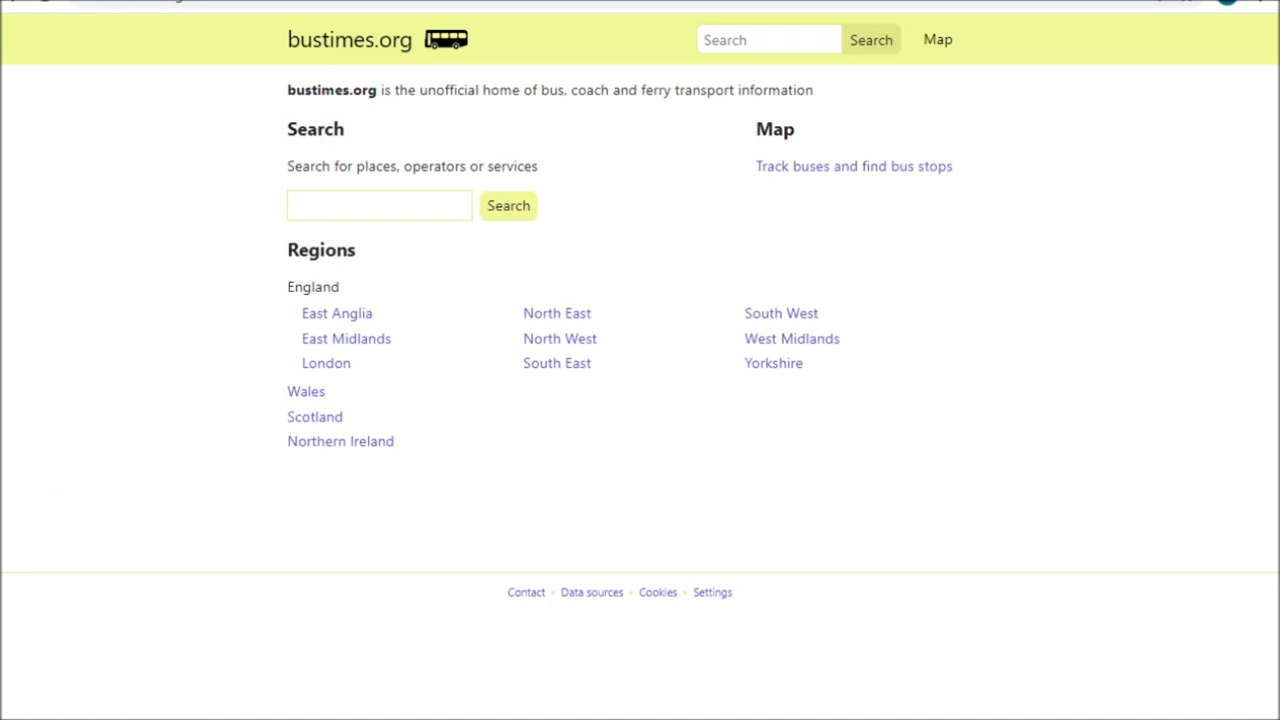 bustimes.org
Search Search Map
bustimes.org is the unofficial home of bus, coach and ferry transport information
Search
Search for places, operators or services
Search
Map
Track buses and find bus stops
Regions
England
East Anglia
East Midlands
London
North East
North West
South East
South West
West Midlands
Yorkshire
Wales
Scotland
Northern Ireland
Contact • Data sources • Cookies • Settings